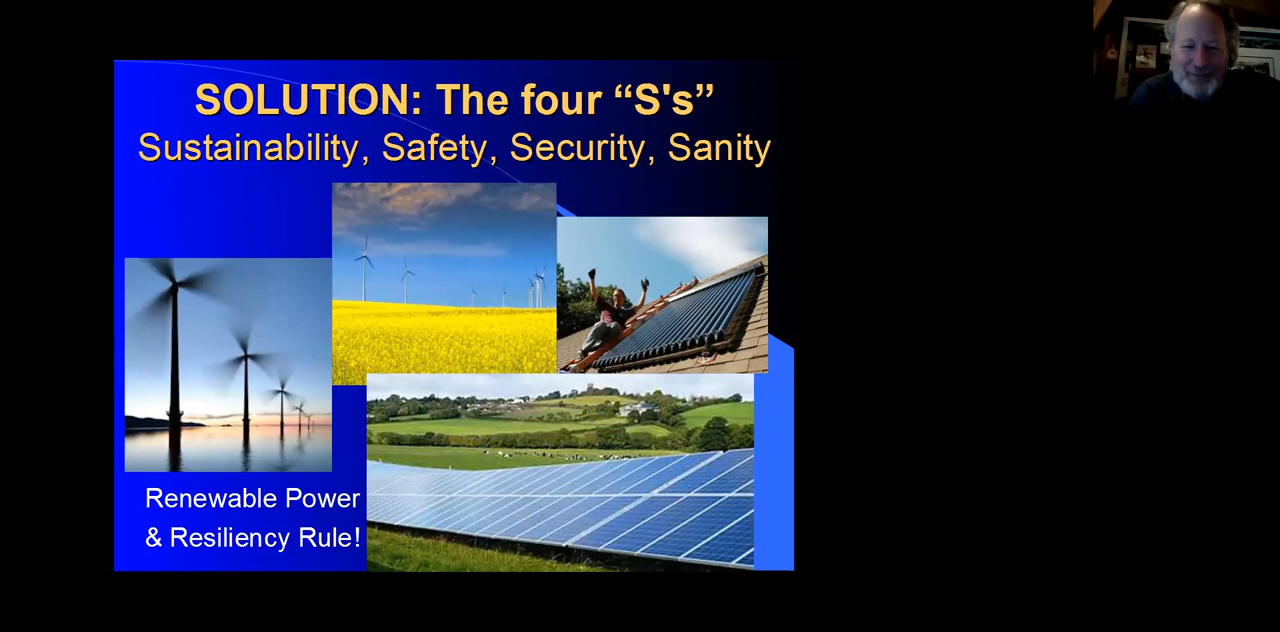 SOLUTION: The four “S's”
Sustainability, Safety, Security, Sanity
Renewable Power
& Resiliency Rule!